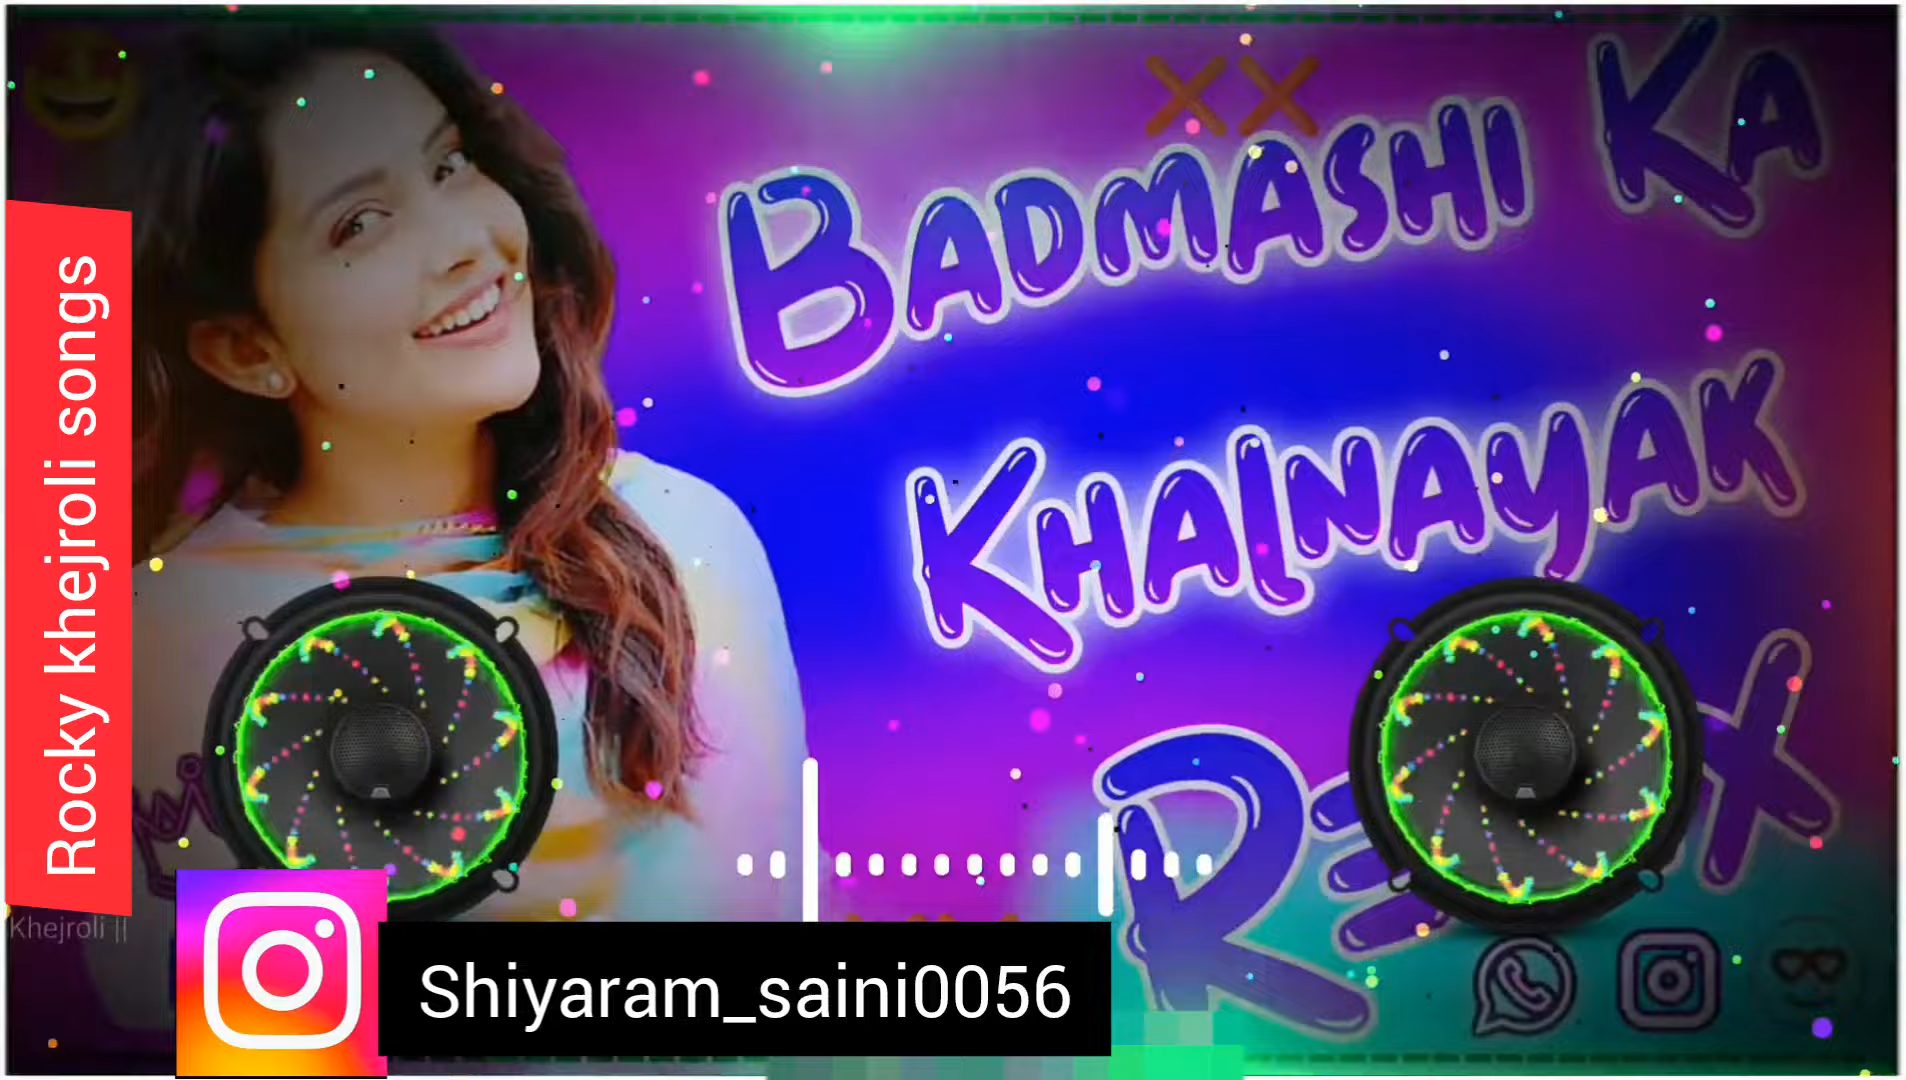 BADMASHI KA
KHALNAYAK
Rocky khejroli songs
Khejroli ||
Shiyaram_saini0056